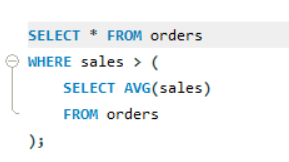 SELECT * FROM orders
WHERE sales > (
SELECT AVG(sales)
FROM orders
);